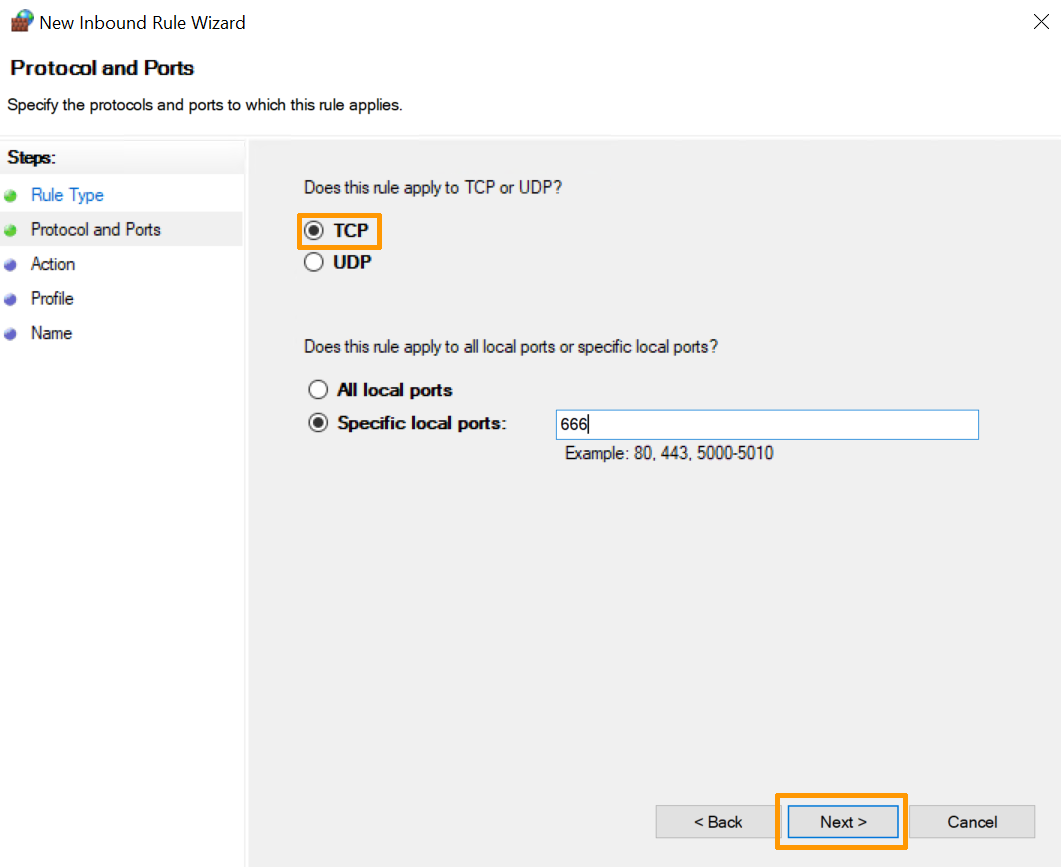 New Inbound Rule Wizard
Protocol and Ports
Specify the protocols and ports to which this rule applies.
Steps:
Rule Type
Protocol and Ports
Action
Profile
Name
Does this rule apply to TCP or UDP?
TCP
UDP
Does this rule apply to all local ports or specific local ports?
All local ports
Specific local ports:
666
Example: 80, 443, 5000-5010
< Back
Next >
Cancel